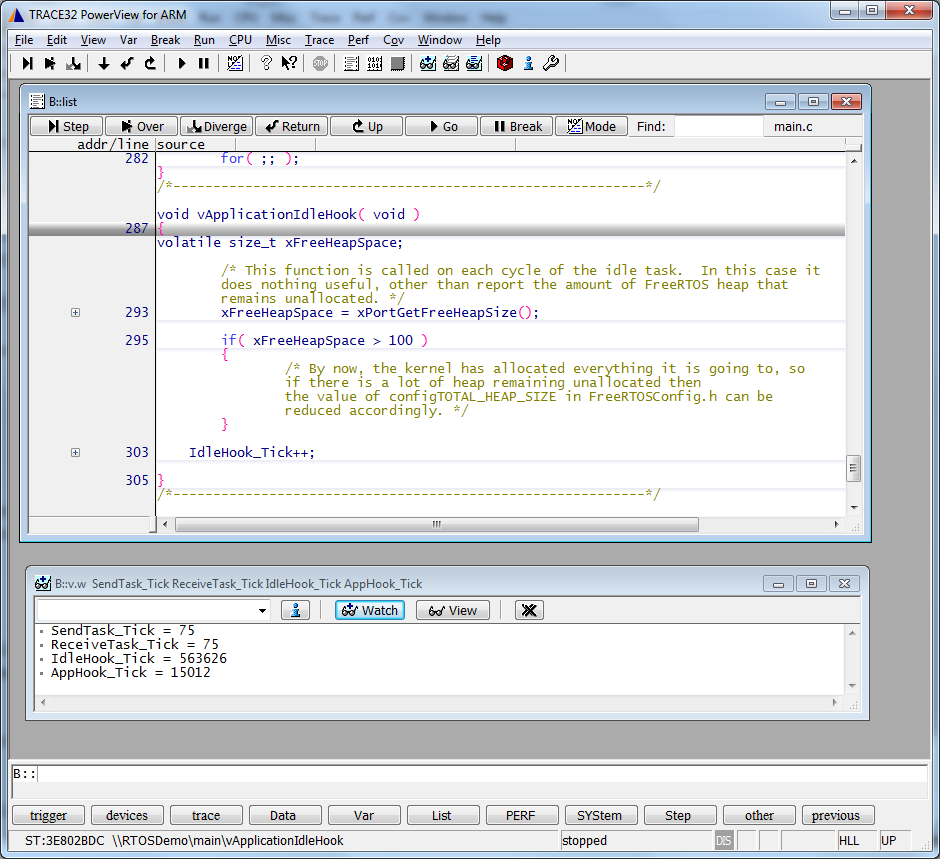 TRACE32 PowerView for ARM
File Edit View Var Break Run CPU Misc Trace Perf Cov Window Help
B::list
Step Over Diverge Return Up Go Break Mode Find: main.c
addr/line source
282 for( ;; );
}
/*-----------------------------------------------------------*/
void vApplicationIdleHook( void )
287 {
volatile size_t xFreeHeapSpace;
/* This function is called on each cycle of the idle task.  In this case it
does nothing useful, other than report the amount of FreeRTOS heap that
remains unallocated. */
293 xFreeHeapSpace = xPortGetFreeHeapSize();
295 if( xFreeHeapSpace > 100 )
{
/* By now, the kernel has allocated everything it is going to, so
if there is a lot of heap remaining unallocated then
the value of configTOTAL_HEAP_SIZE in FreeRTOSConfig.h can be
reduced accordingly. */
}
303 IdleHook_Tick++;
305 }
/*-----------------------------------------------------------*/
B::v.w SendTask_Tick ReceiveTask_Tick IdleHook_Tick AppHook_Tick
Watch View
SendTask_Tick = 75
ReceiveTask_Tick = 75
IdleHook_Tick = 563626
AppHook_Tick = 15012
B::
trigger devices trace Data Var List PERF SYStem Step other previous
ST:3E802BDC \\RTOSDemo\main\vApplicationIdleHook stopped DIS HLL UP